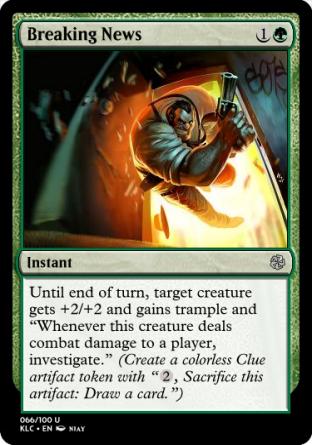 Breaking News 1
Instant
Until end of turn, target creature
gets +2/+2 and gains trample and
“Whenever this creature deals
combat damage to a player,
investigate.” (Create a colorless Clue
artifact token with “2, Sacrifice this
artifact: Draw a card.”)
066/100 U
KLC • EN NIAY